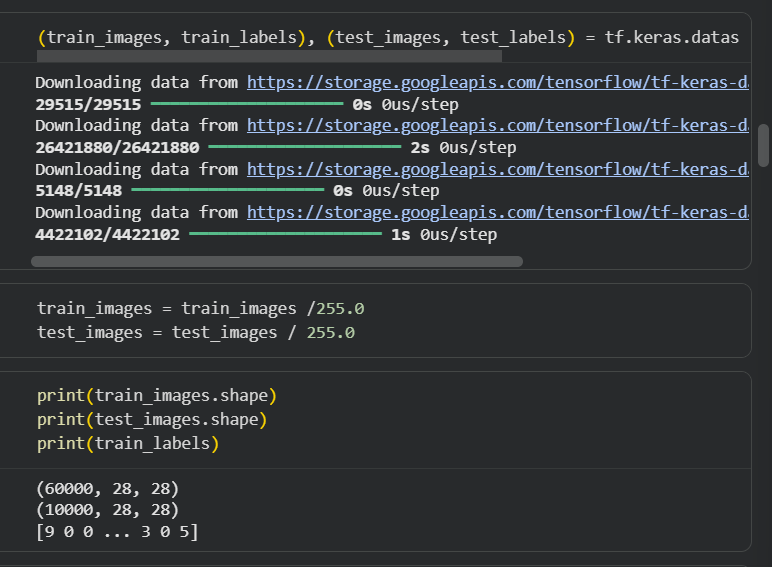 (train_images, train_labels), (test_images, test_labels) = tf.keras.datas
Downloading data from https://storage.googleapis.com/tensorflow/tf-keras-da
29515/29515 ━━━━━━━━━━━━━━━━━━━━ 0s 0us/step
Downloading data from https://storage.googleapis.com/tensorflow/tf-keras-da
26421880/26421880 ━━━━━━━━━━━━━━━━━━━━ 2s 0us/step
Downloading data from https://storage.googleapis.com/tensorflow/tf-keras-da
5148/5148 ━━━━━━━━━━━━━━━━━━━━ 0s 0us/step
Downloading data from https://storage.googleapis.com/tensorflow/tf-keras-da
4422102/4422102 ━━━━━━━━━━━━━━━━━━━━ 1s 0us/step
train_images = train_images /255.0
test_images = test_images / 255.0
print(train_images.shape)
print(test_images.shape)
print(train_labels)
(60000, 28, 28)
(10000, 28, 28)
[9 0 0 ... 3 0 5]